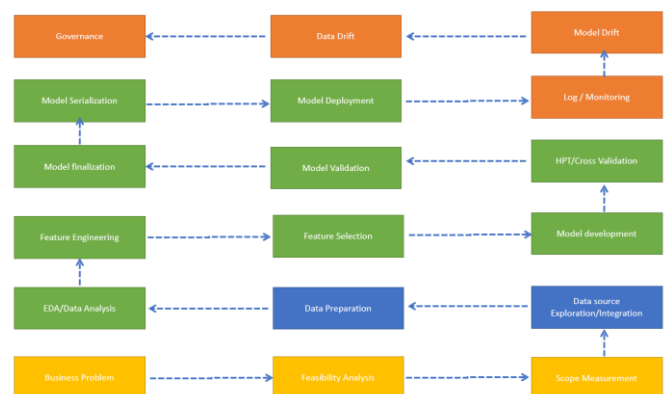 Governance
Data Drift
Model Drift
Model Serialization
Model Deployment
Log / Monitoring
Model finalization
Model Validation
HPT/Cross Validation
Feature Engineering
Feature Selection
Model development
EDA/Data Analysis
Data Preparation
Data source
Exploration/Integration
Business Problem
Feasibility Analysis
Scope Measurement